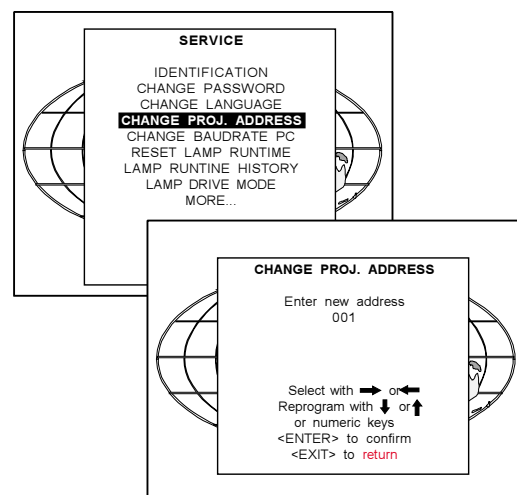 SERVICE
IDENTIFICATION
CHANGE PASSWORD
CHANGE LANGUAGE
CHANGE PROJ. ADDRESS
CHANGE BAUDRATE PC
RESET LAMP RUNTIME
LAMP RUNTINE HISTORY
LAMP DRIVE MODE
MORE...
CHANGE PROJ. ADDRESS
Enter new address
001
Select with ➡ or ⬅
Reprogram with ⬇ or ⬆
or numeric keys
<ENTER> to confirm
<EXIT> to return